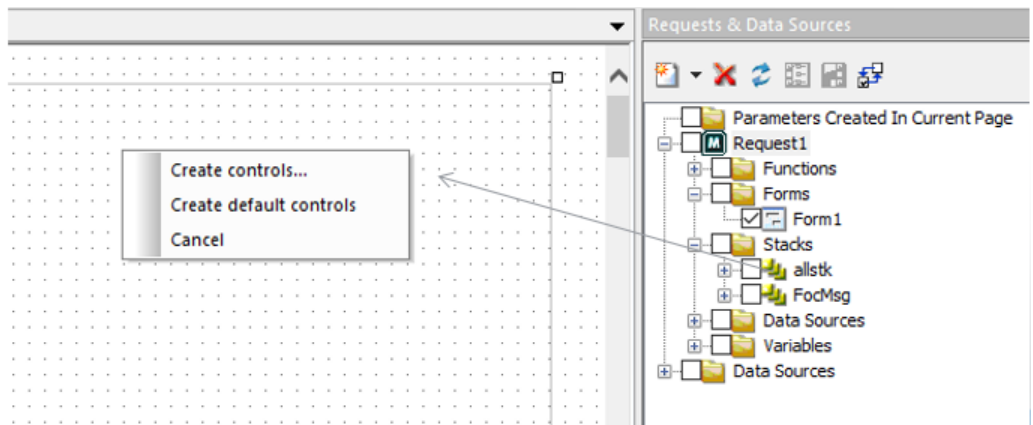 Requests & Data Sources
Create controls...
Create default controls
Cancel
Parameters Created In Current Page
M Request1
Functions
Forms
Form1
Stacks
allstk
FocMsg
Data Sources
Variables
Data Sources